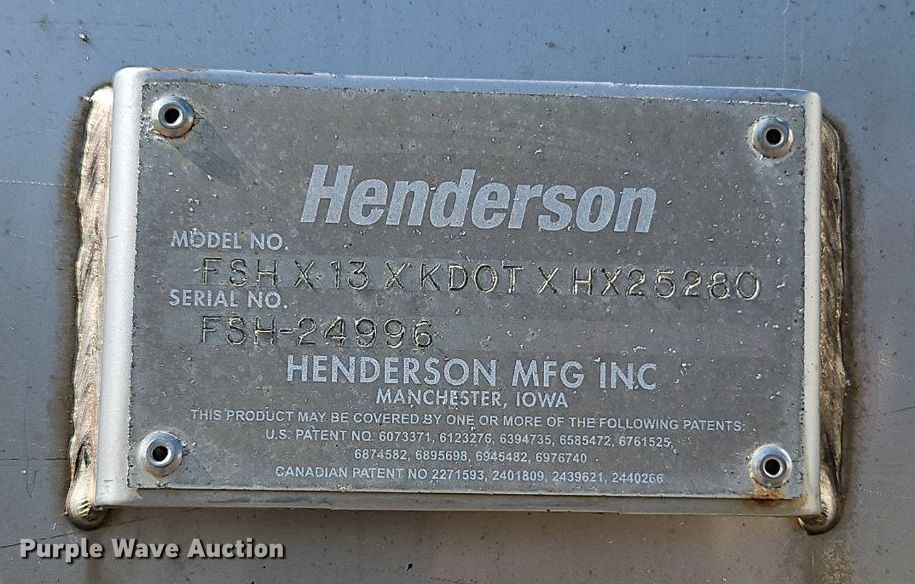 Henderson
MODEL NO.
FSH X 13 X KDOT X HX25280
SERIAL NO.
FSH-24996
HENDERSON MFG INC
MANCHESTER, IOWA
THIS PRODUCT MAY BE COVERED BY ONE OR MORE OF THE FOLLOWING PATENTS:
U.S. PATENT NO. 6073371, 6123276, 6394735, 6585472, 6761525,
6874582, 6895698, 6945482, 6976740
CANADIAN PATENT NO 2271593, 2401809, 2439621, 2440266
Purple Wave Auction